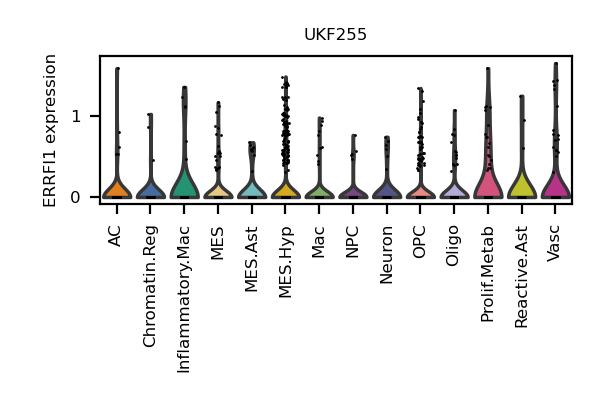 UKF255
ERRFI1 expression
1
0
AC
Chromatin.Reg
Inflammatory.Mac
MES
MES.Ast
MES.Hyp
Mac
NPC
Neuron
OPC
Oligo
Prolif.Metab
Reactive.Ast
Vasc